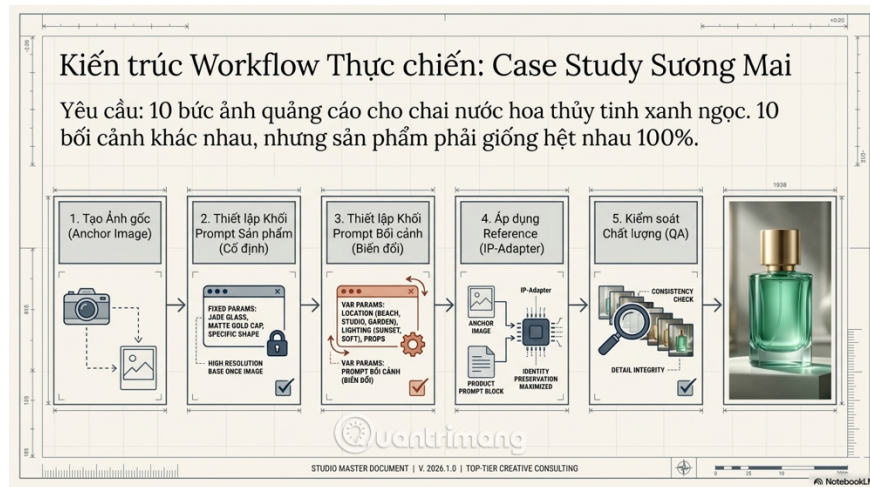 +0.20
Kiến trúc Workflow Thực chiến: Case Study Sương Mai
Yêu cầu: 10 bức ảnh quảng cáo cho chai nước hoa thủy tinh xanh ngọc. 10
bối cảnh khác nhau, nhưng sản phẩm phải giống hệt nhau 100%.
1. Tạo Ảnh gốc
(Anchor Image)
2. Thiết lập Khối
Prompt Sản phẩm
(Cố định)
FIXED PARAMS:
JADE GLASS,
MATTE GOLD CAP,
SPECIFIC SHAPE
HIGH RESOLUTION
BASE ONCE IMAGE
3. Thiết lập Khối
Prompt Bối cảnh
(Biến đổi)
VAR PARAMS:
LOCATION (BEACH,
STUDIO, GARDEN),
LIGHTING (SUNSET,
SOFT), PROPS
VAR PARAMS:
PROMPT BỐI CẢNH
(BIẾN ĐỔI)
4. Áp dụng
Reference
(IP-Adapter)
IP-Adapter
ANCHOR
IMAGE
PRODUCT
PROMPT BLOCK
IDENTITY
PRESERVATION
MAXIMIZED
5. Kiểm soát
Chất lượng (QA)
CONSISTENCY
CHECK
DETAIL INTEGRITY
1938
Quantrimang
STUDIO MASTER DOCUMENT | V. 2026.1.0 | TOP-TIER CREATIVE CONSULTING
NotebookLM